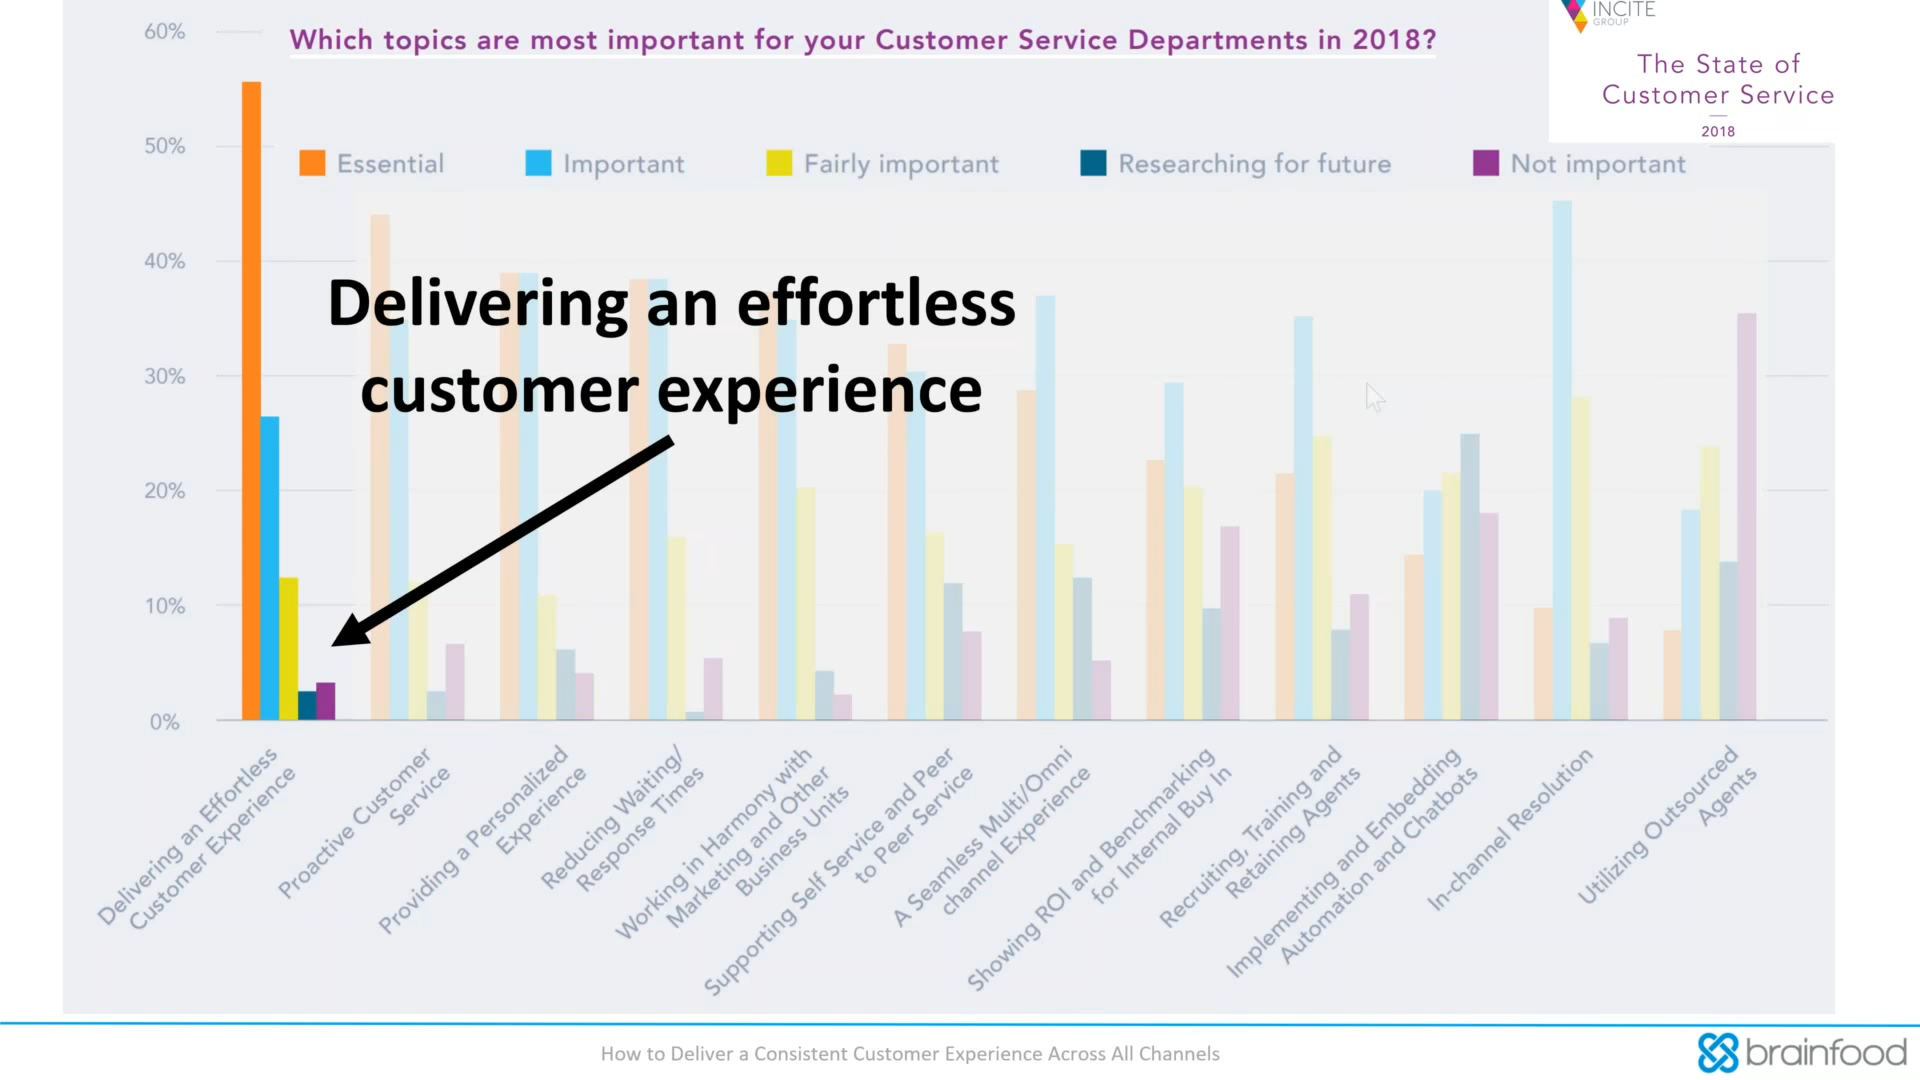 INCITE
GROUP
The State of
Customer Service
2018
Which topics are most important for your Customer Service Departments in 2018?
Essential
Important
Fairly important
Researching for future
Not important
60%
50%
40%
30%
20%
10%
0%
Delivering an effortless
customer experience
Delivering an Effortless
Customer Experience
Proactive Customer
Service
Providing a Personalized
Experience
Reducing Waiting/
Response Times
Working in Harmony with
Marketing and Other
Business Units
Supporting Self Service and Peer
to Peer Service
A Seamless Multi/Omni
channel Experience
Showing ROI and Benchmarking
for Internal Buy In
Recruiting, Training and
Retaining Agents
Implementing and Embedding
Automation and Chatbots
In-channel Resolution
Utilizing Outsourced
Agents
How to Deliver a Consistent Customer Experience Across All Channels
brainfood